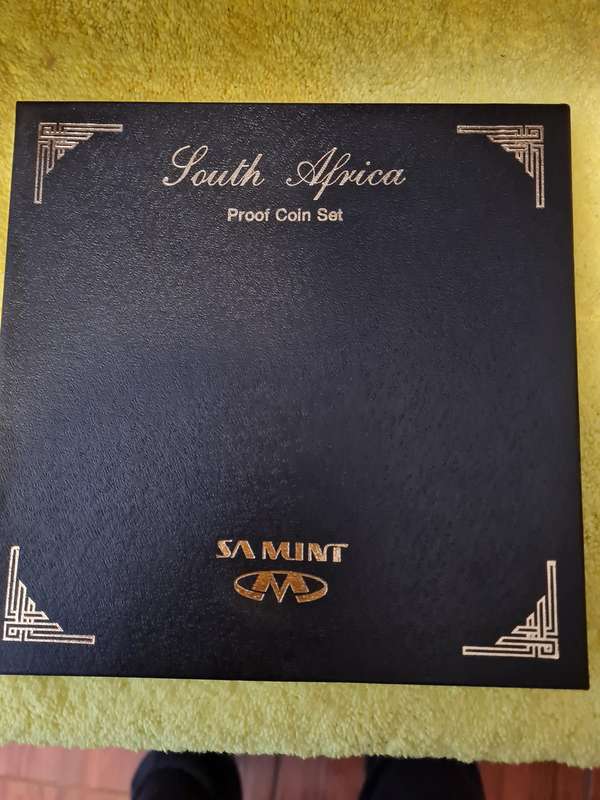 South Africa
Proof Coin Set
SA MINT